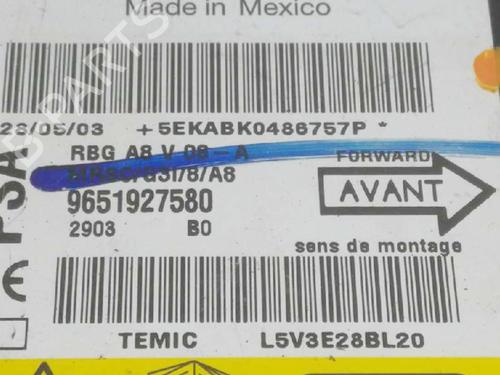 Made in Mexico
28/05/03 +5EKABK0486757P *
RBG A8 V 08-A
FORWARD
AVANT
9651927580
2903 B0
sens de montage
PSA
TEMIC L5V3E28BL20
B PARTS